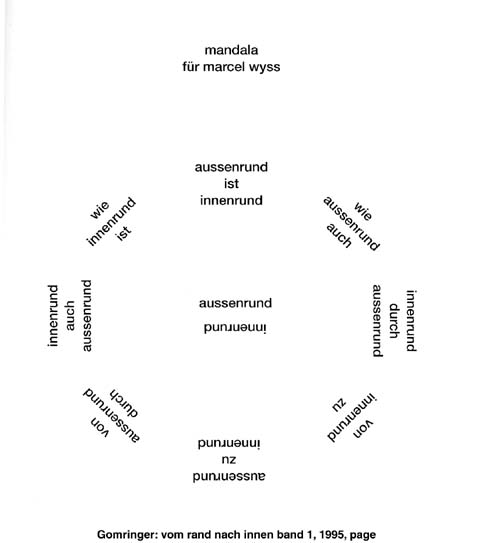 mandala
für marcel wyss
aussenrund
ist
innenrund
wie
aussenrund
auch
innenrund
durch
aussenrund
von
innenrund
zu
aussenrund
zu
innenrund
von
aussenrund
durch
innenrund
auch
aussenrund
wie
innenrund
ist
aussenrund
innenrund
Gomringer: vom rand nach innen band 1, 1995, page